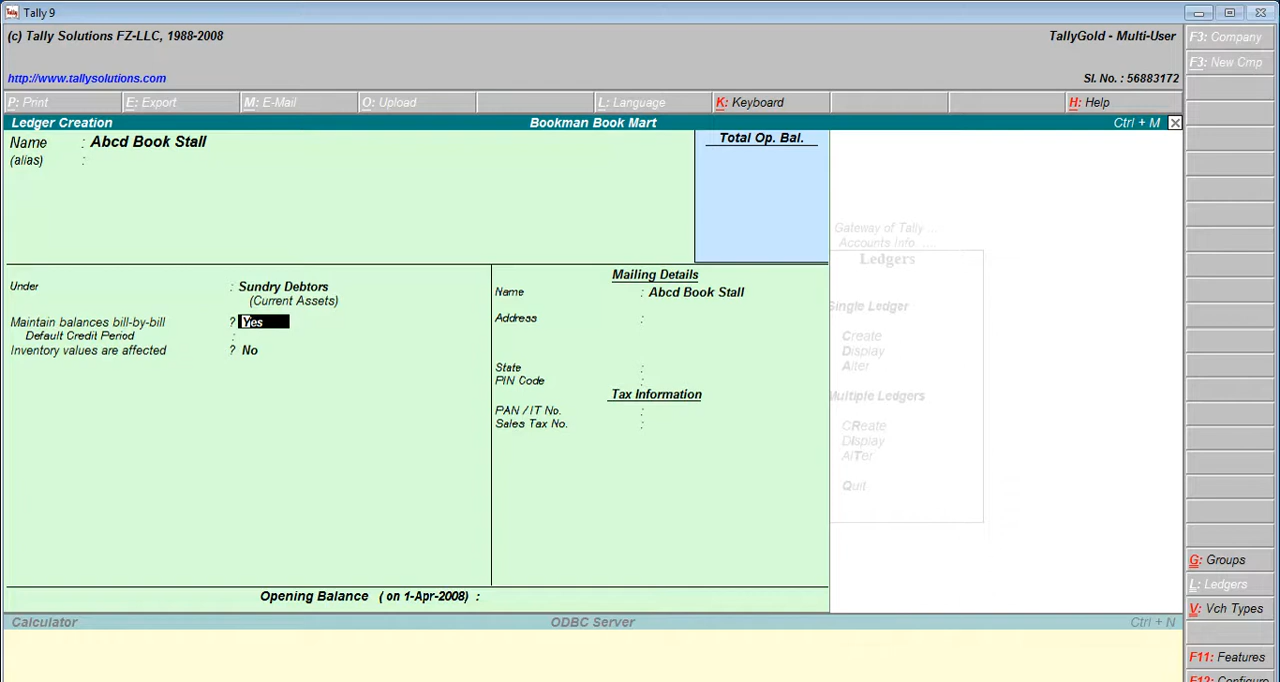 Tally 9
(c) Tally Solutions FZ-LLC, 1988-2008
TallyGold - Multi-User
http://www.tallysolutions.com
Sl. No. : 56883172
P: Print
E: Export
M: E-Mail
O: Upload
L: Language
K: Keyboard
H: Help
Ledger Creation
Bookman Book Mart
Ctrl + M
Name : Abcd Book Stall
(alias) :
Total Op. Bal.
Under : Sundry Debtors
(Current Assets)
Maintain balances bill-by-bill ? Yes
Default Credit Period :
Inventory values are affected ? No
Mailing Details
Name : Abcd Book Stall
Address :
State :
PIN Code :
Tax Information
PAN / IT No. :
Sales Tax No. :
Opening Balance ( on 1-Apr-2008) :
Gateway of Tally ...
Accounts Info. ....
Ledgers
Single Ledger
Create
Display
Alter
Multiple Ledgers
CReate
DIsplay
AlTer
Quit
Calculator
ODBC Server
Ctrl + N
F3: Company
F3: New Cmp
G: Groups
L: Ledgers
V: Vch Types
F11: Features
F12: Configure